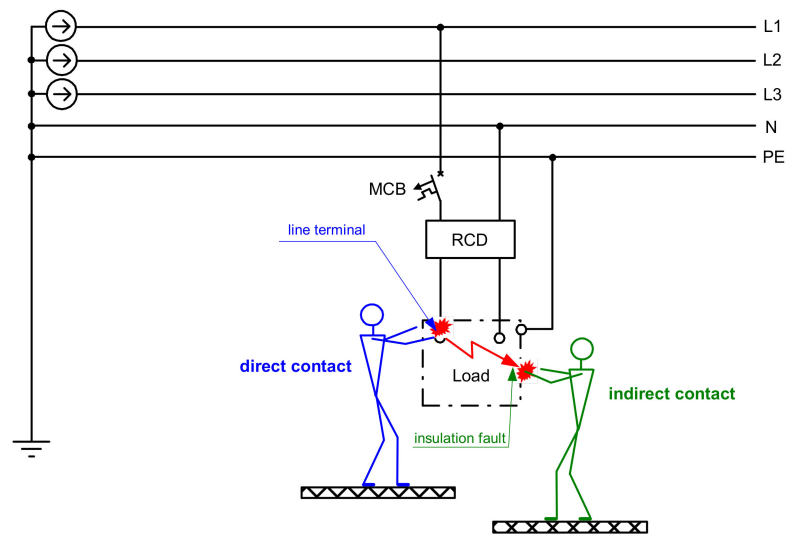 L1
L2
L3
N
PE
MCB
line terminal
RCD
direct contact
Load
indirect contact
insulation fault